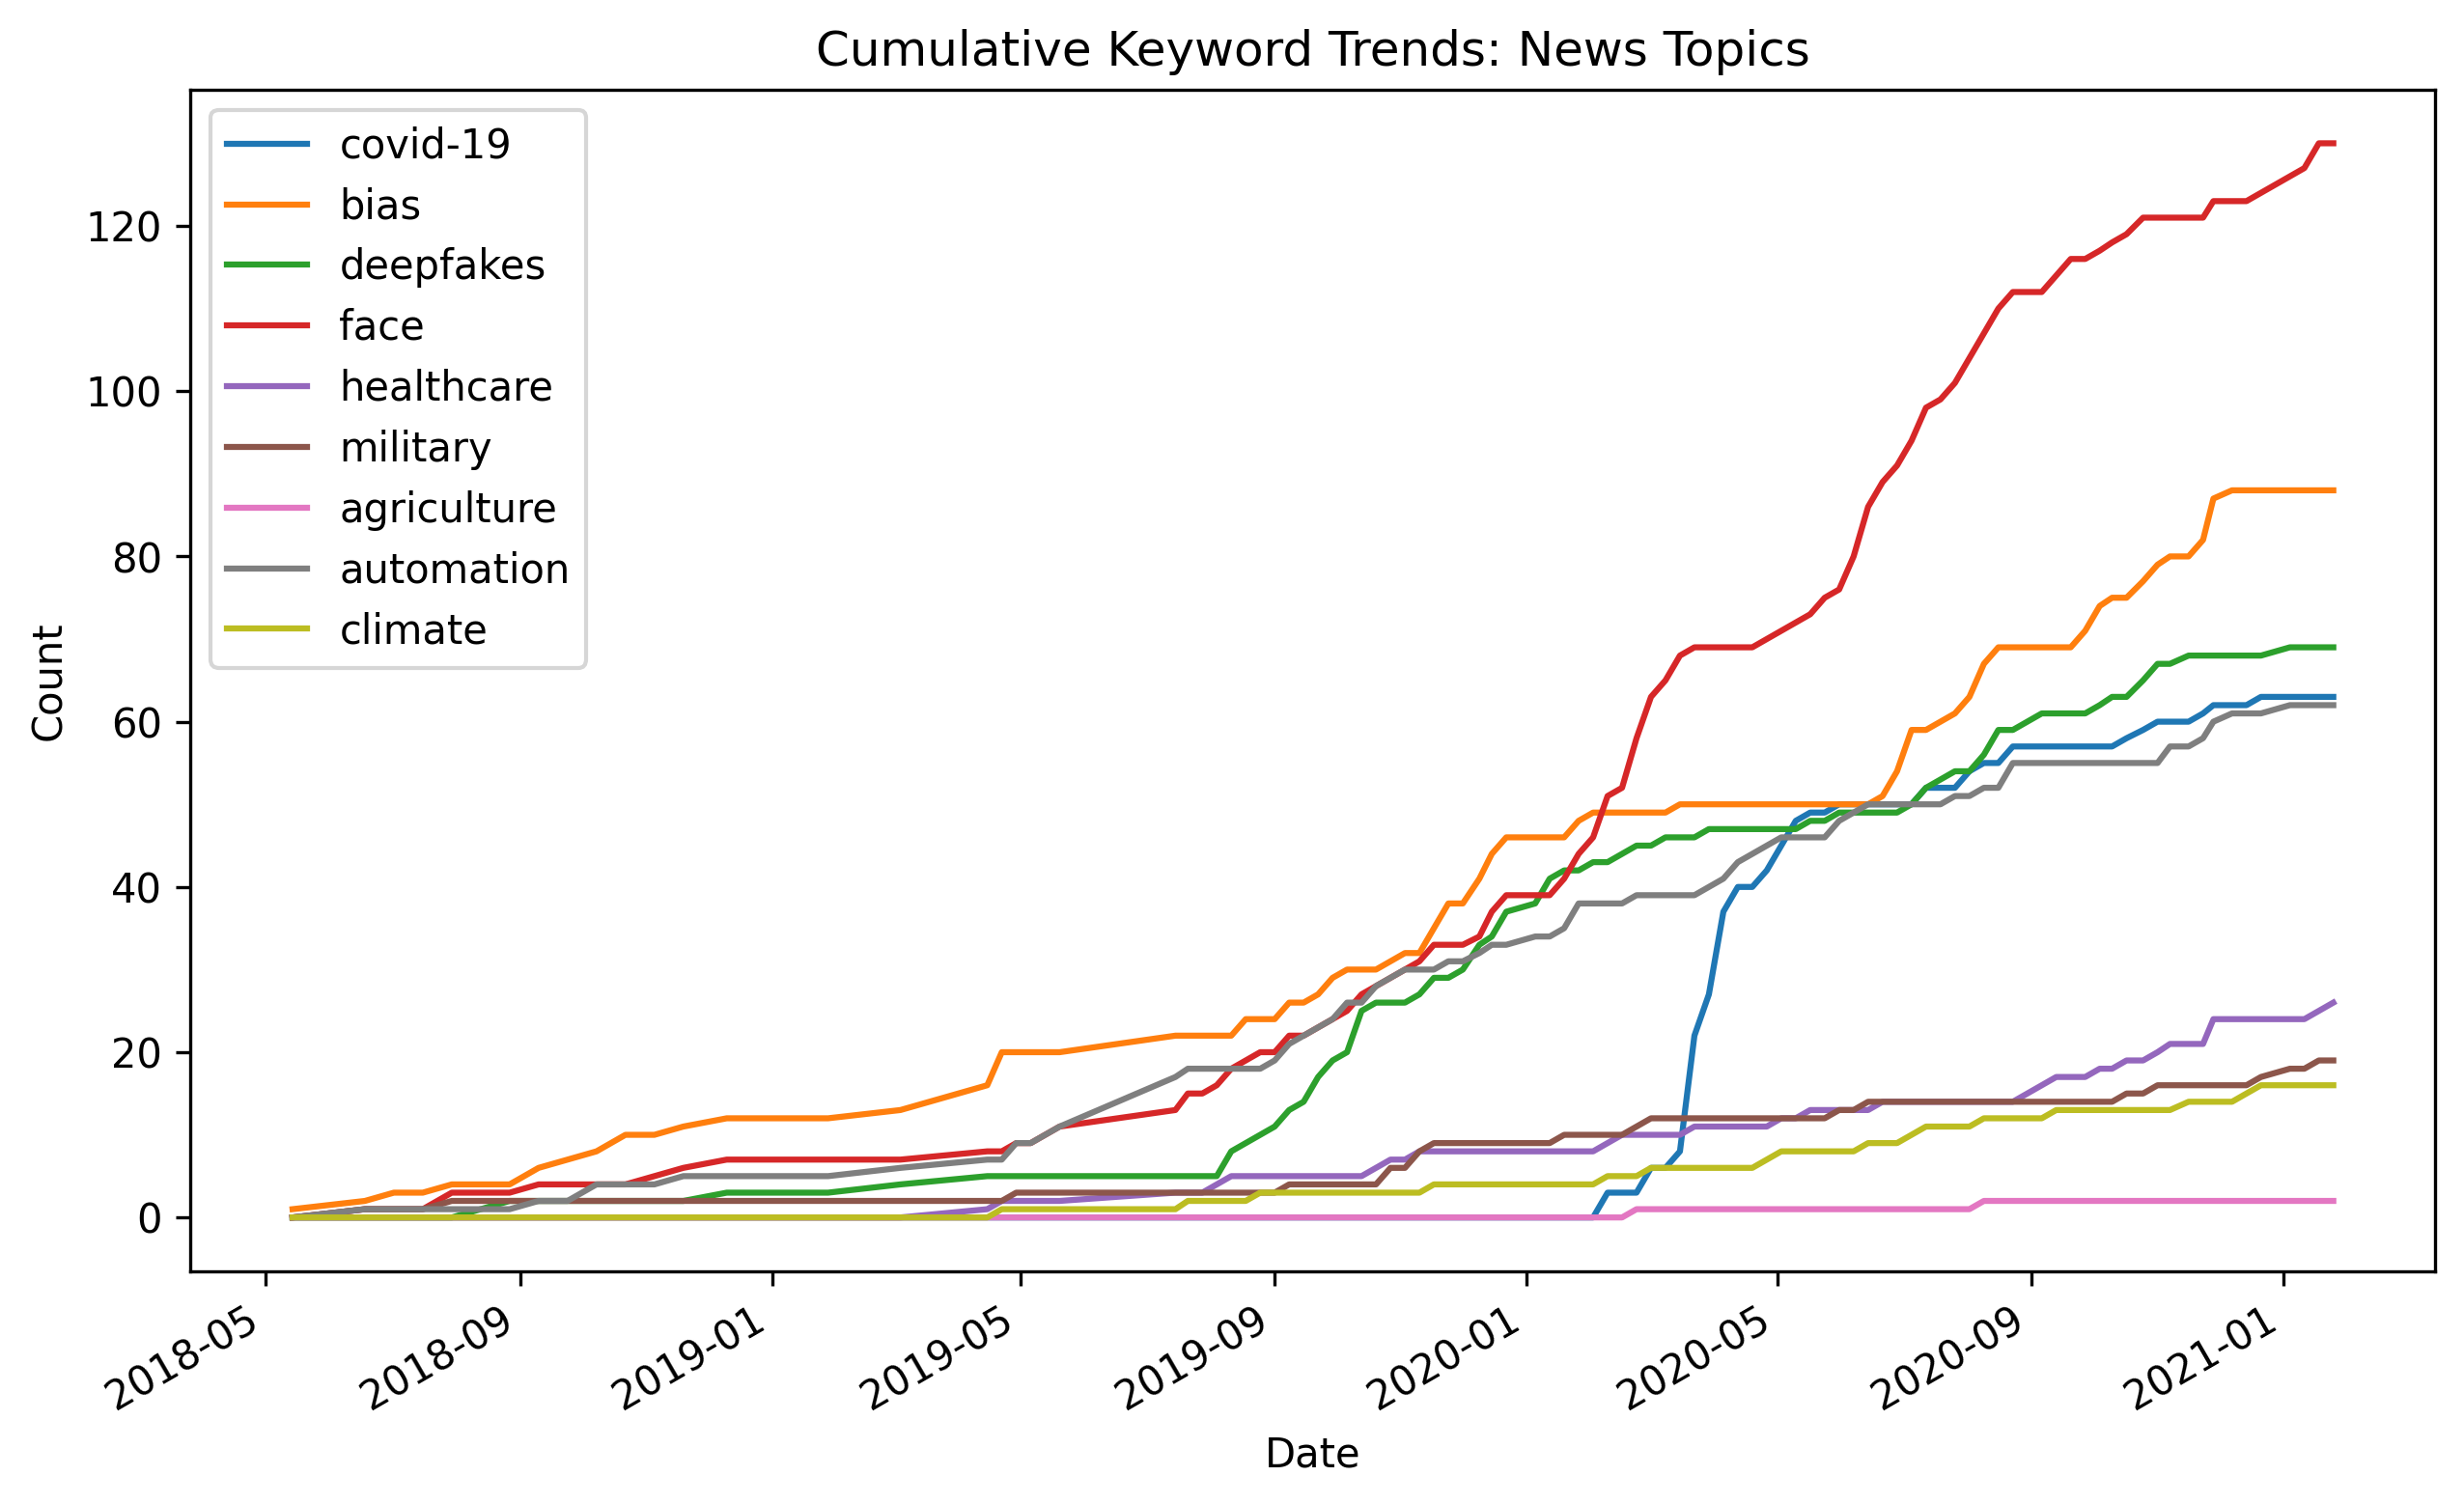 Cumulative Keyword Trends: News Topics
covid-19
bias
deepfakes
face
healthcare
military
agriculture
automation
climate
Count
120
100
80
60
40
20
0
2018-05
2018-09
2019-01
2019-05
2019-09
2020-01
2020-05
2020-09
2021-01
Date